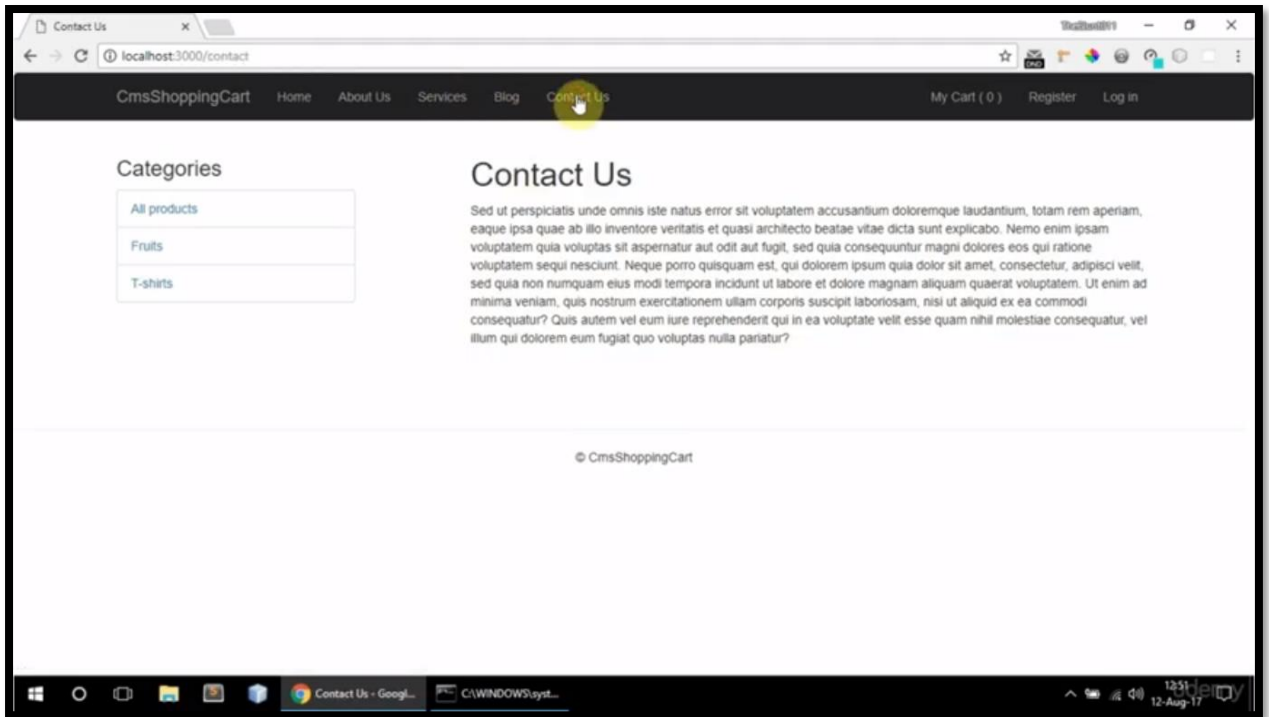 Contact Us
localhost:3000/contact
CmsShoppingCart Home About Us Services Blog Contact Us My Cart ( 0 ) Register Log in
Categories
All products
Fruits
T-shirts
Contact Us
Sed ut perspiciatis unde omnis iste natus error sit voluptatem accusantium doloremque laudantium, totam rem aperiam,
eaque ipsa quae ab illo inventore veritatis et quasi architecto beatae vitae dicta sunt explicabo. Nemo enim ipsam
voluptatem quia voluptas sit aspernatur aut odit aut fugit, sed quia consequuntur magni dolores eos qui ratione
voluptatem sequi nesciunt. Neque porro quisquam est, qui dolorem ipsum quia dolor sit amet, consectetur, adipisci velit,
sed quia non numquam eius modi tempora incidunt ut labore et dolore magnam aliquam quaerat voluptatem. Ut enim ad
minima veniam, quis nostrum exercitationem ullam corporis suscipit laboriosam, nisi ut aliquid ex ea commodi
consequatur? Quis autem vel eum iure reprehenderit qui in ea voluptate velit esse quam nihil molestiae consequatur, vel
illum qui dolorem eum fugiat quo voluptas nulla pariatur?
© CmsShoppingCart
Contact Us - Googl...
C:\WINDOWS\syst...
12:51
12-Aug-17
udemy